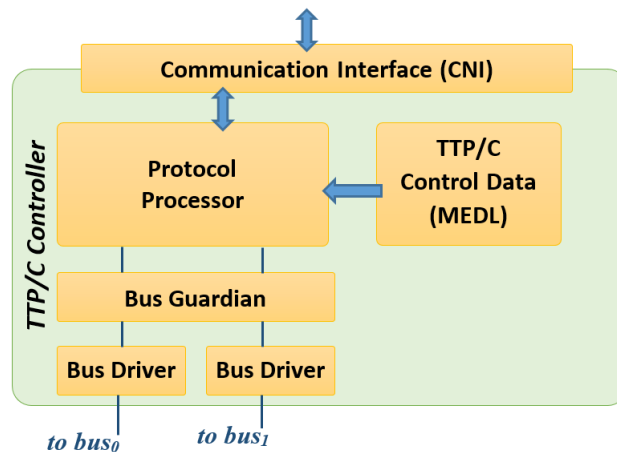 Communication Interface (CNI)
TTP/C Controller
Protocol
Processor
TTP/C
Control Data
(MEDL)
Bus Guardian
Bus Driver
Bus Driver
to bus₀
to bus₁